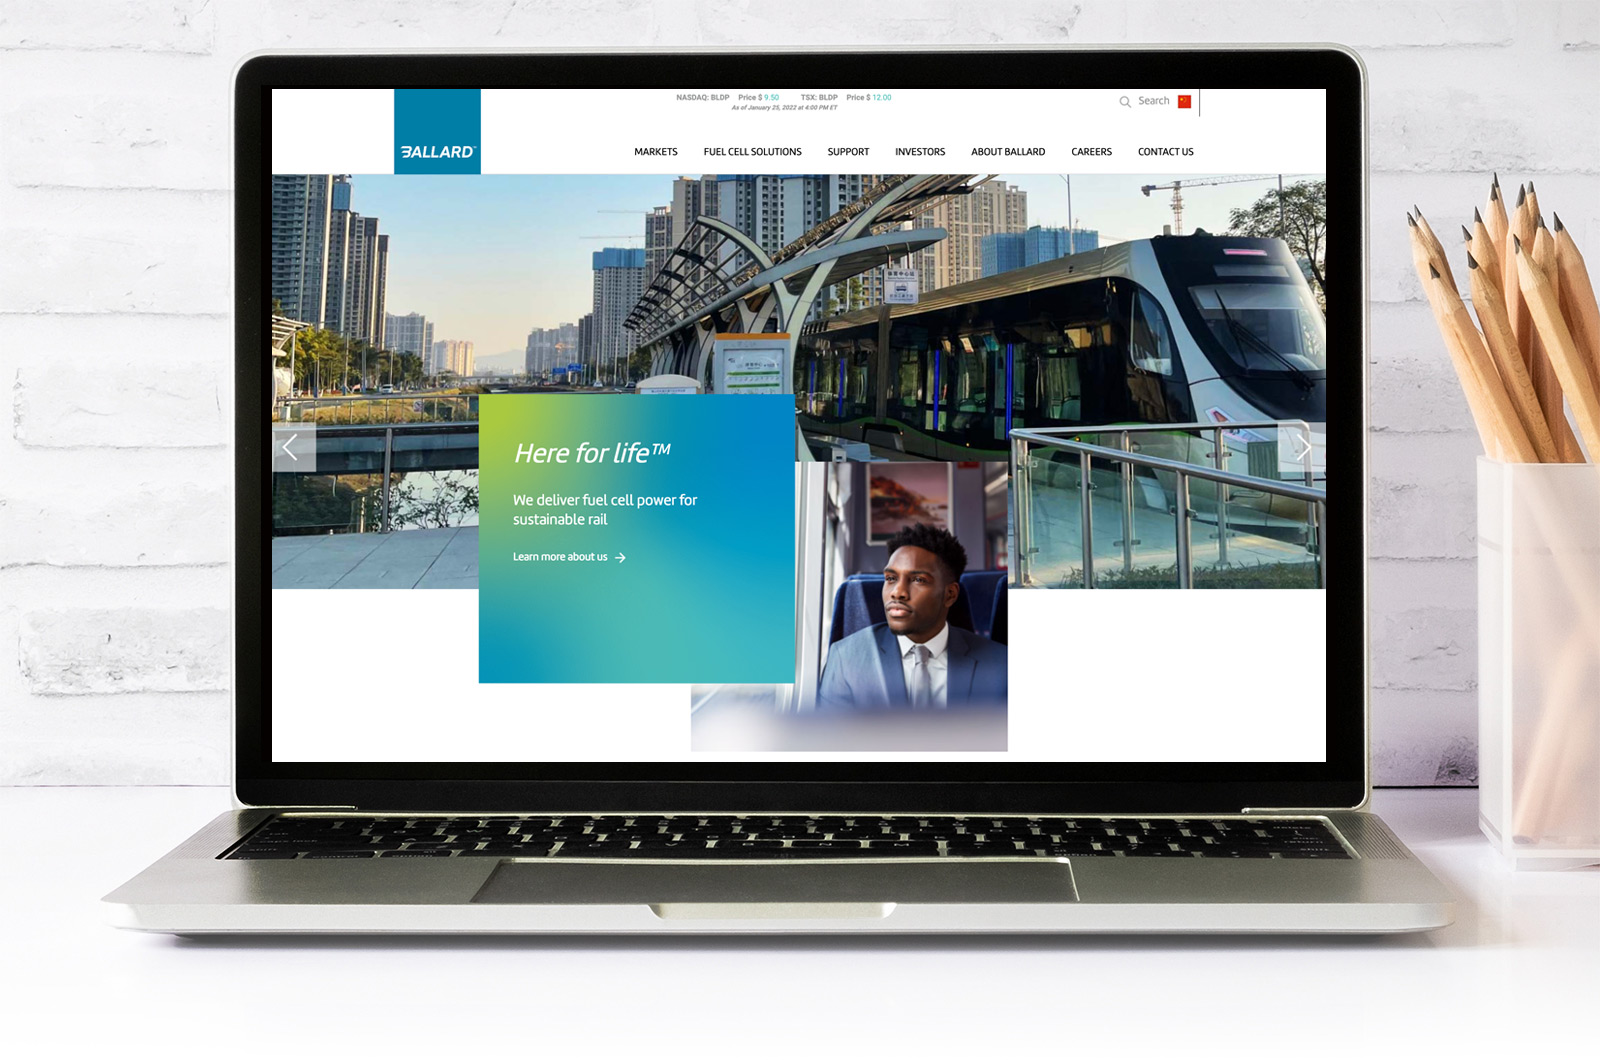 NASDAQ: BLDP Price $ 9.50 TSX: BLDP Price $ 12.00
As of January 25, 2022 at 4:00 PM ET
Search
BALLARD™
MARKETS FUEL CELL SOLUTIONS SUPPORT INVESTORS ABOUT BALLARD CAREERS CONTACT US
Here for life™
We deliver fuel cell power for
sustainable rail
Learn more about us